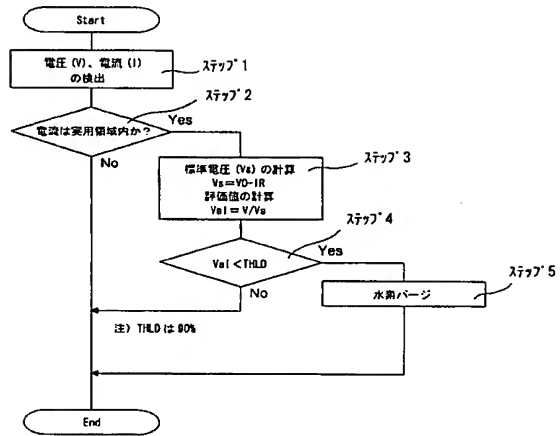 Start
電圧 (V)、電流 (I)
の検出
ステップ1
ステップ2
電流は実用領域内か?
Yes
No
ステップ3
標準電圧 (Vs) の計算
Vs=VO-IR
評価値の計算
Val=V/Vs
ステップ4
Val<THLD
Yes
No
ステップ5
水素パージ
注) THLDは90%
End